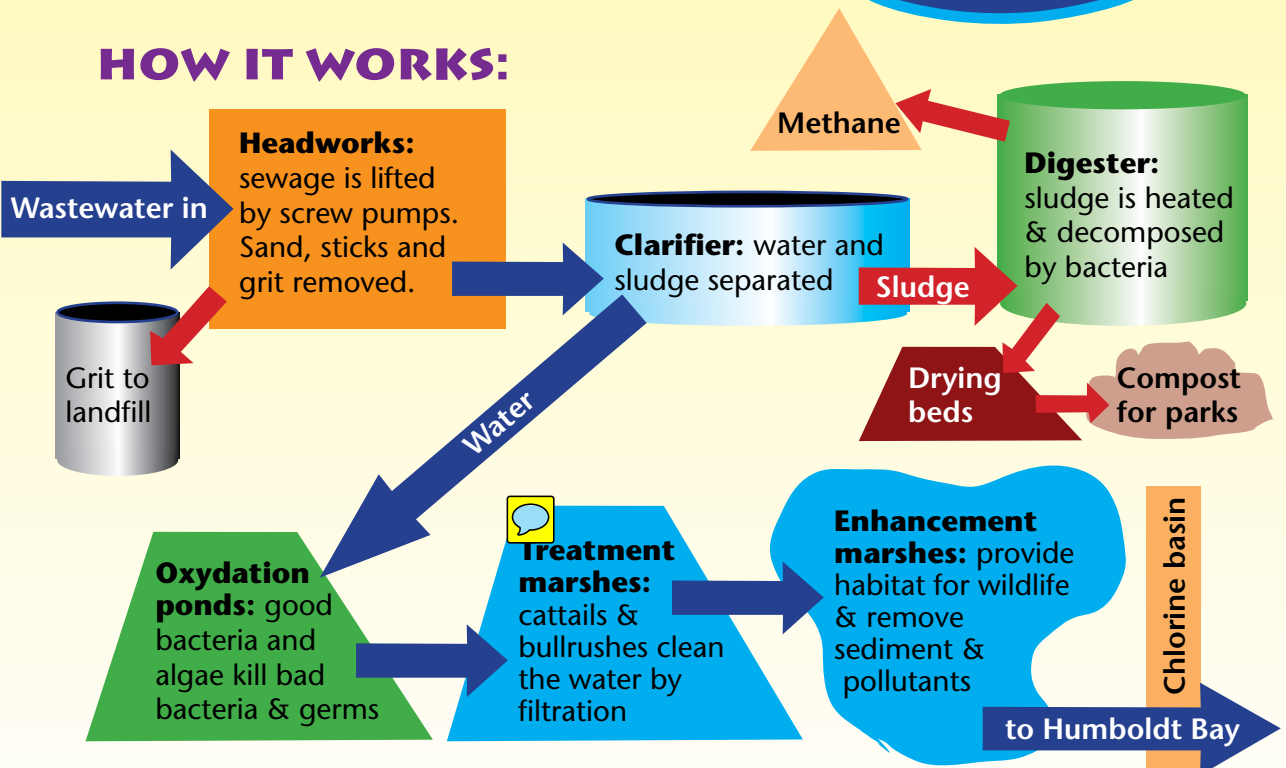 HOW IT WORKS:
Wastewater in
Headworks:
sewage is lifted
by screw pumps.
Sand, sticks and
grit removed.
Grit to
landfill
Clarifier: water and
sludge separated
Sludge
Methane
Digester:
sludge is heated
& decomposed
by bacteria
Drying
beds
Compost
for parks
Water
Oxydation
ponds: good
bacteria and
algae kill bad
bacteria & germs
Treatment
marshes:
cattails &
bullrushes clean
the water by
filtration
Enhancement
marshes: provide
habitat for wildlife
& remove
sediment &
pollutants
Chlorine basin
to Humboldt Bay